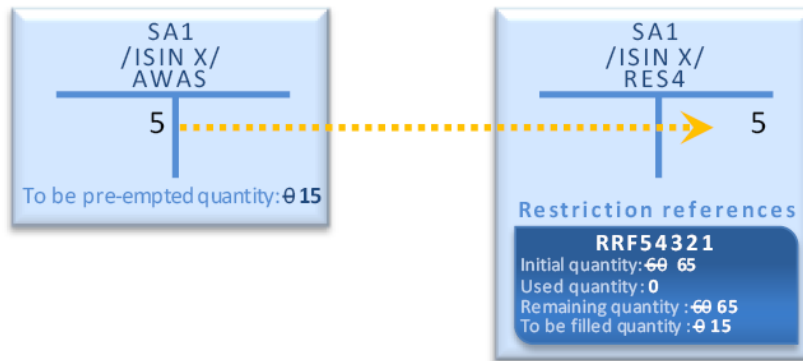 SA1
/ISIN X/
AWAS
5
To be pre-empted quantity: 0 15
SA1
/ISIN X/
RES4
5
Restriction references
RRF54321
Initial quantity: 60 65
Used quantity: 0
Remaining quantity : 60 65
To be filled quantity : 0 15